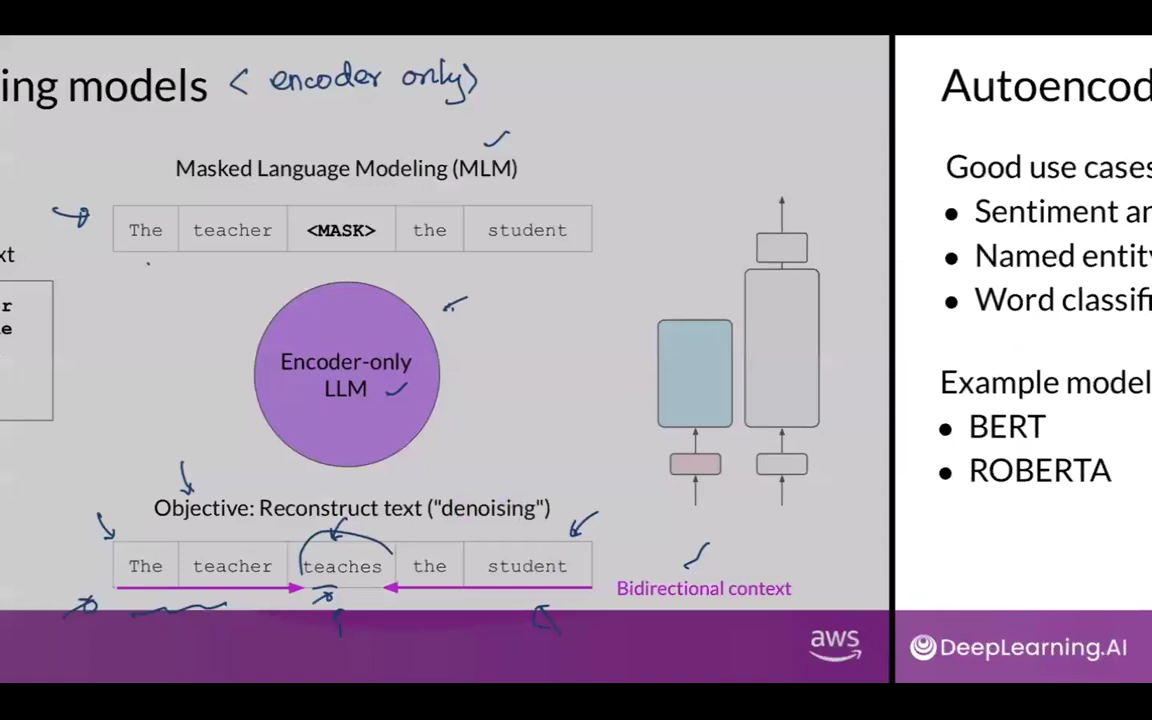 ing models < encoder only>
Masked Language Modeling (MLM)
The teacher <MASK> the student
xt
r
e
Encoder-only
LLM
Objective: Reconstruct text ("denoising")
The teacher teaches the student
Bidirectional context
aws
Autoencod
Good use cases
• Sentiment an
• Named entity
• Word classifi
Example model
• BERT
• ROBERTA
DeepLearning.AI